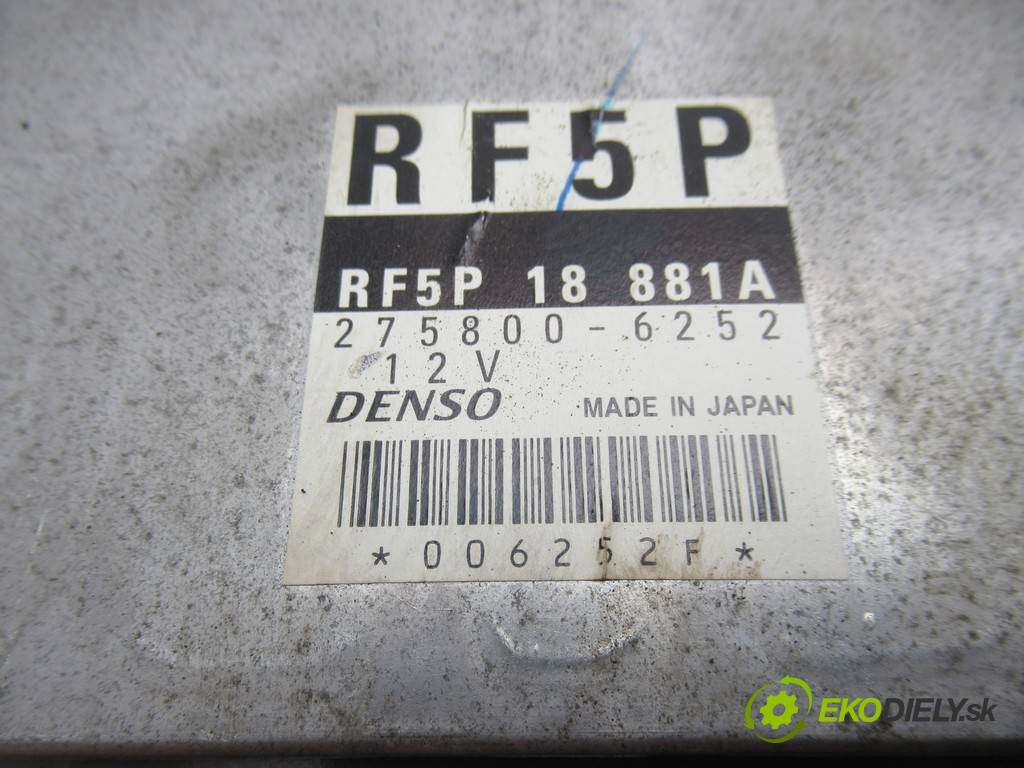 RF5P
RF5P 18 881A
275800-6252
12V
DENSO MADE IN JAPAN
*006252F*
EKODIELY.sk